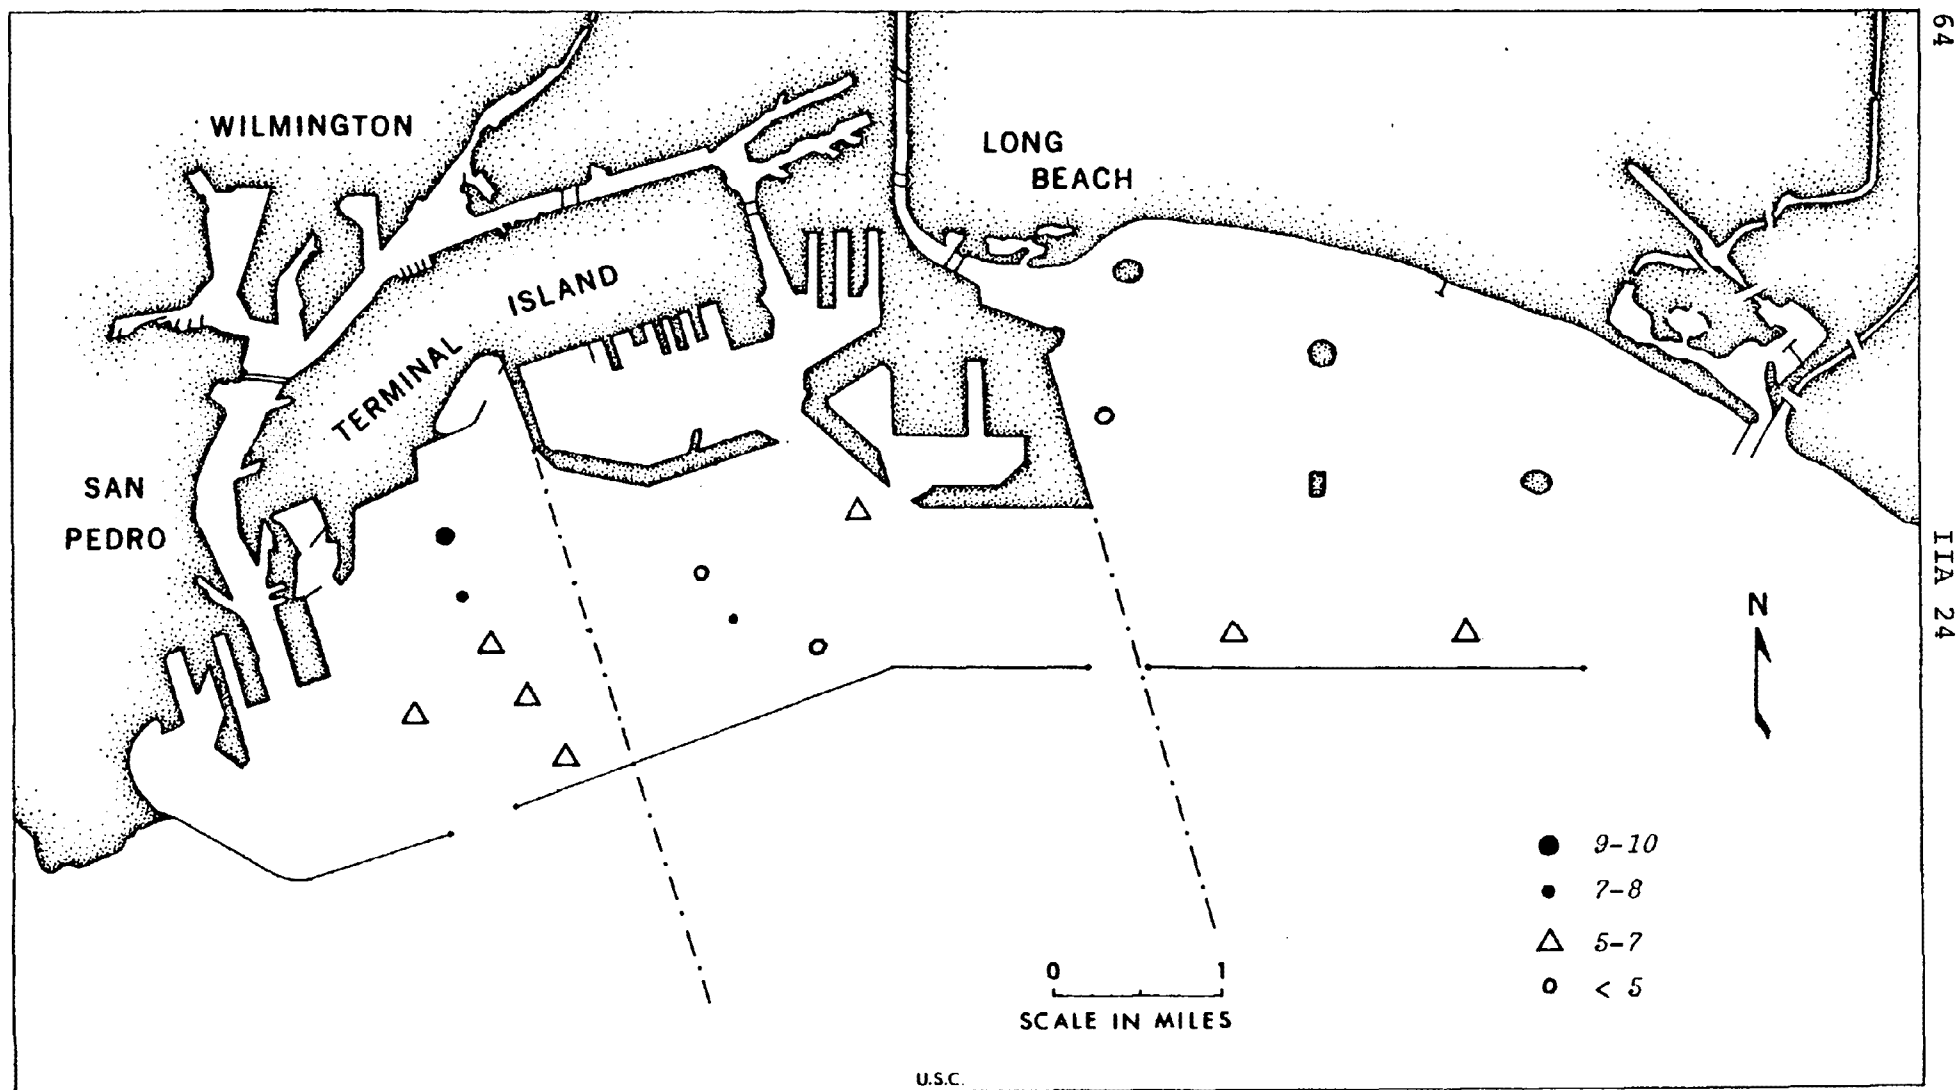 64
WILMINGTON
LONG
BEACH
ISLAND
TERMINAL
SAN
PEDRO
IIA 24
N
9-10
7-8
5-7
< 5
0 1
SCALE IN MILES
U.S.C.